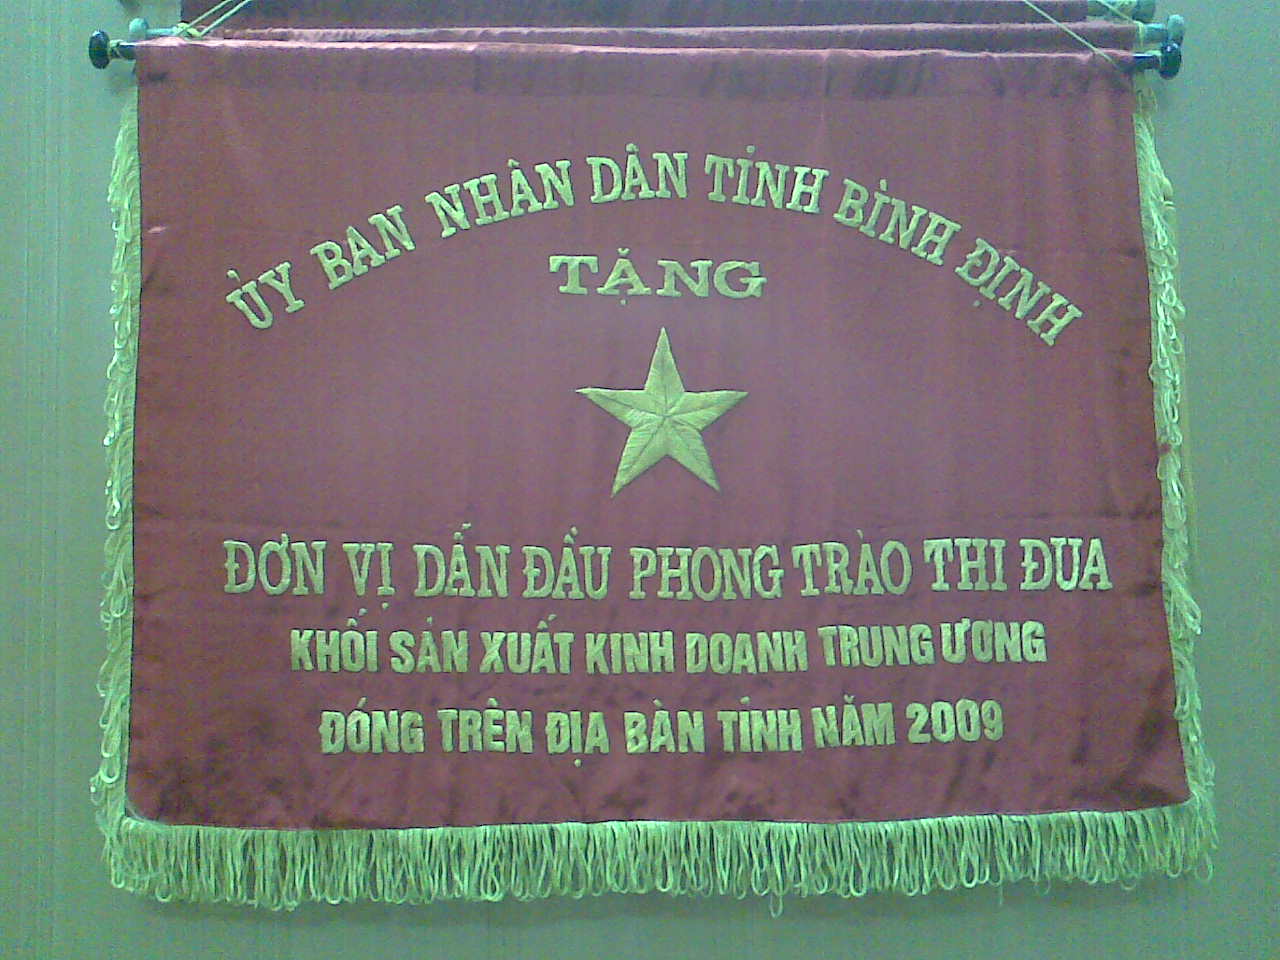 ỦY BAN NHÂN DÂN TỈNH BÌNH ĐỊNH
TẶNG
ĐƠN VỊ DẪN ĐẦU PHONG TRÀO THI ĐUA
KHỐI SẢN XUẤT KINH DOANH TRUNG ƯƠNG
ĐÓNG TRÊN ĐỊA BÀN TỈNH NĂM 2009